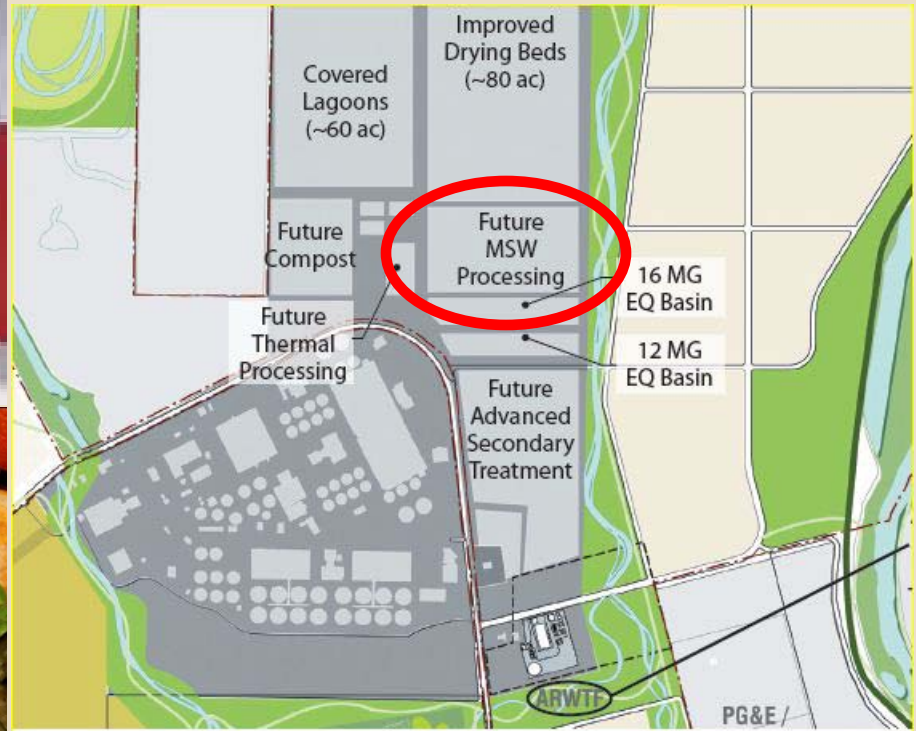 Improved
Drying Beds
(~80 ac)
Covered
Lagoons
(~60 ac)
Future
Compost
Future
MSW
Processing
16 MG
EQ Basin
Future
Thermal
Processing
12 MG
EQ Basin
Future
Advanced
Secondary
Treatment
ARWTF
PG&E /